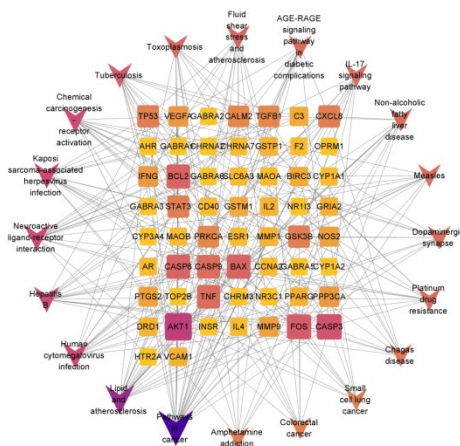 Fluid
shear
stress
and
atherosclerosis
AGE-RAGE
signaling
pathway
in
diabetic
complications
Toxoplasmosis
IL-17
signaling
pathway
Tuberculosis
Non-alcoholic
fatty
liver
disease
Chemical
carcinogenesis
-
receptor
activation
Measles
Kaposi
sarcoma-associated
herpesvirus
infection
Dopaminergic
synapse
Neuroactive
ligand-receptor
interaction
Platinum
drug
resistance
Hepatitis
B
Chagas
disease
Human
cytomegalovirus
infection
Small
cell lung
cancer
Lipid
and
atherosclerosis
Colorectal
cancer
Pathways
in
cancer
Amphetamine
addiction
TP53 VEGFA GABRA2 CALM2 TGFB1 C3 CXCL8
AHR GABRA1 CHRNA2 CHRNA7 GSTP1 F2 OPRM1
IFNG BCL2 GABRA6 SLC6A3 MAOA BIRC3 CYP1A1
GABRA3 STAT3 CD40 GSTM1 IL2 NR1I3 GRIA2
CYP3A4 MAOB PRKCA ESR1 MMP1 GSK3B NOS2
AR CASP8 CASP9 BAX CCNA2 GABRA5 CYP1A2
PTGS2 TOP2B TNF CHRM3 NR3C1 PPARG PPP3CA
DRD1 AKT1 INSR IL4 MMP9 FOS CASP3
HTR2A VCAM1